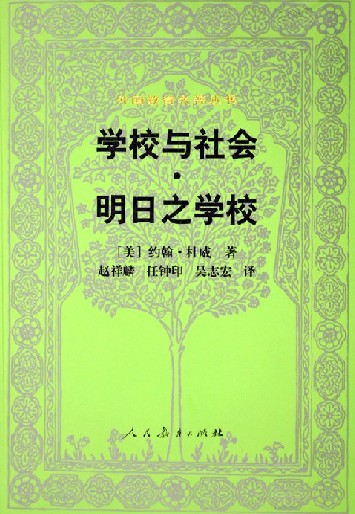 外国教育名著丛书
学校与社会
·
明日之学校
[美]约翰·杜威 著
赵祥麟 任钟印 吴志宏 译
人民教育出版社